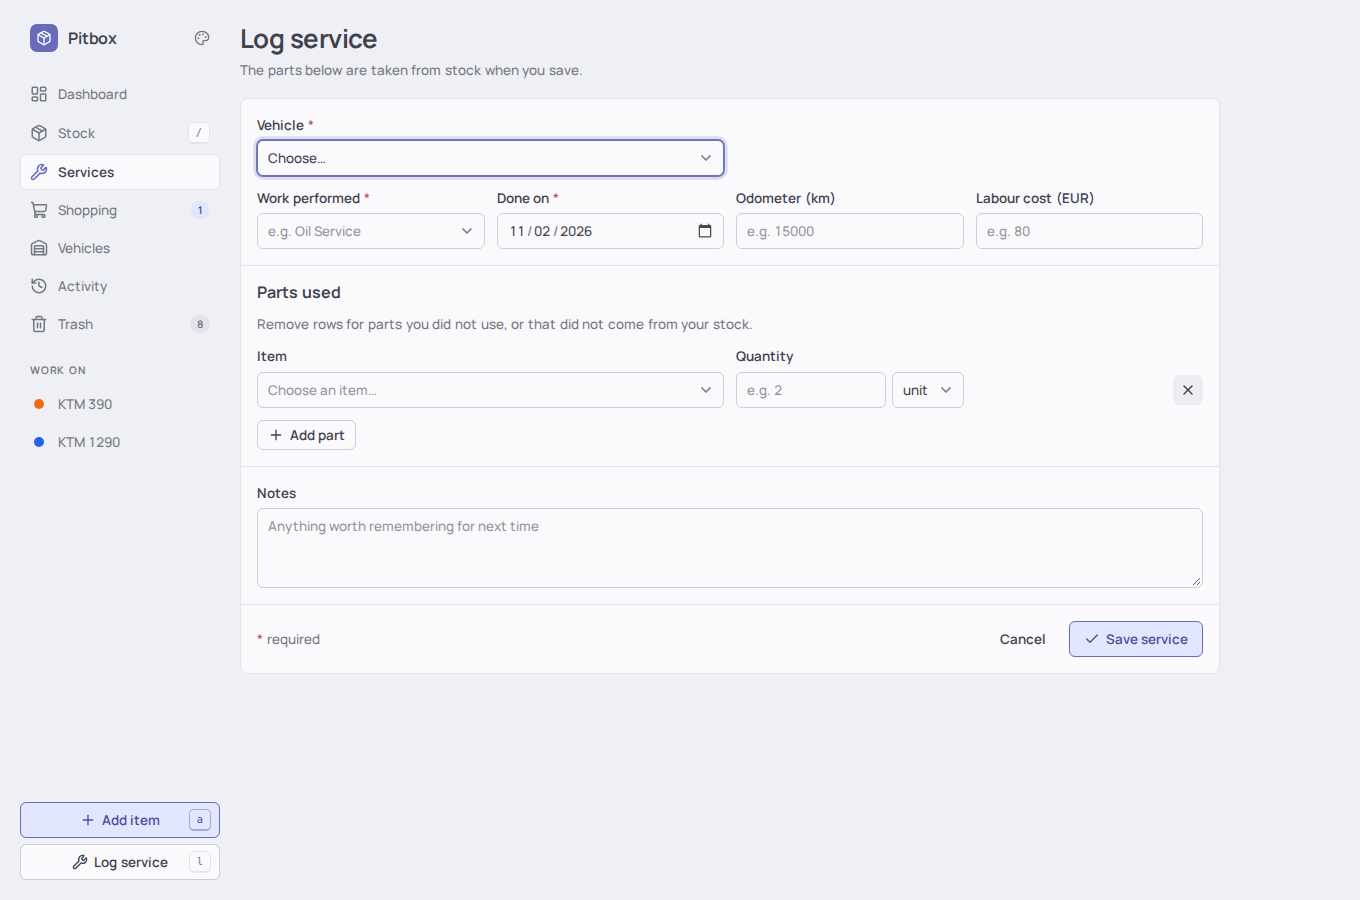 Pitbox
Dashboard
Stock /
Services
Shopping 1
Vehicles
Activity
Trash 8
WORK ON
KTM 390
KTM 1290
Add item a
Log service l
Log service
The parts below are taken from stock when you save.
Vehicle *
Choose...
Work performed * Done on * Odometer (km) Labour cost (EUR)
e.g. Oil Service 11/02/2026 e.g. 15000 e.g. 80
Parts used
Remove rows for parts you did not use, or that did not come from your stock.
Item Quantity
Choose an item... e.g. 2 unit
Add part
Notes
Anything worth remembering for next time
* required Cancel Save service